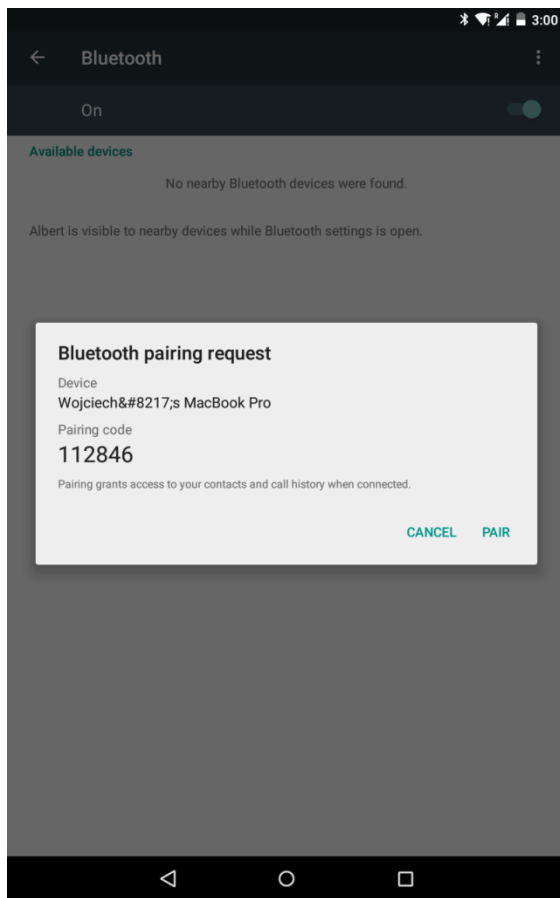 R 3:00
Bluetooth
On
Available devices
No nearby Bluetooth devices were found.
Albert is visible to nearby devices while Bluetooth settings is open.
Bluetooth pairing request
Device
Wojciech&#8217;s MacBook Pro
Pairing code
112846
Pairing grants access to your contacts and call history when connected.
CANCEL PAIR